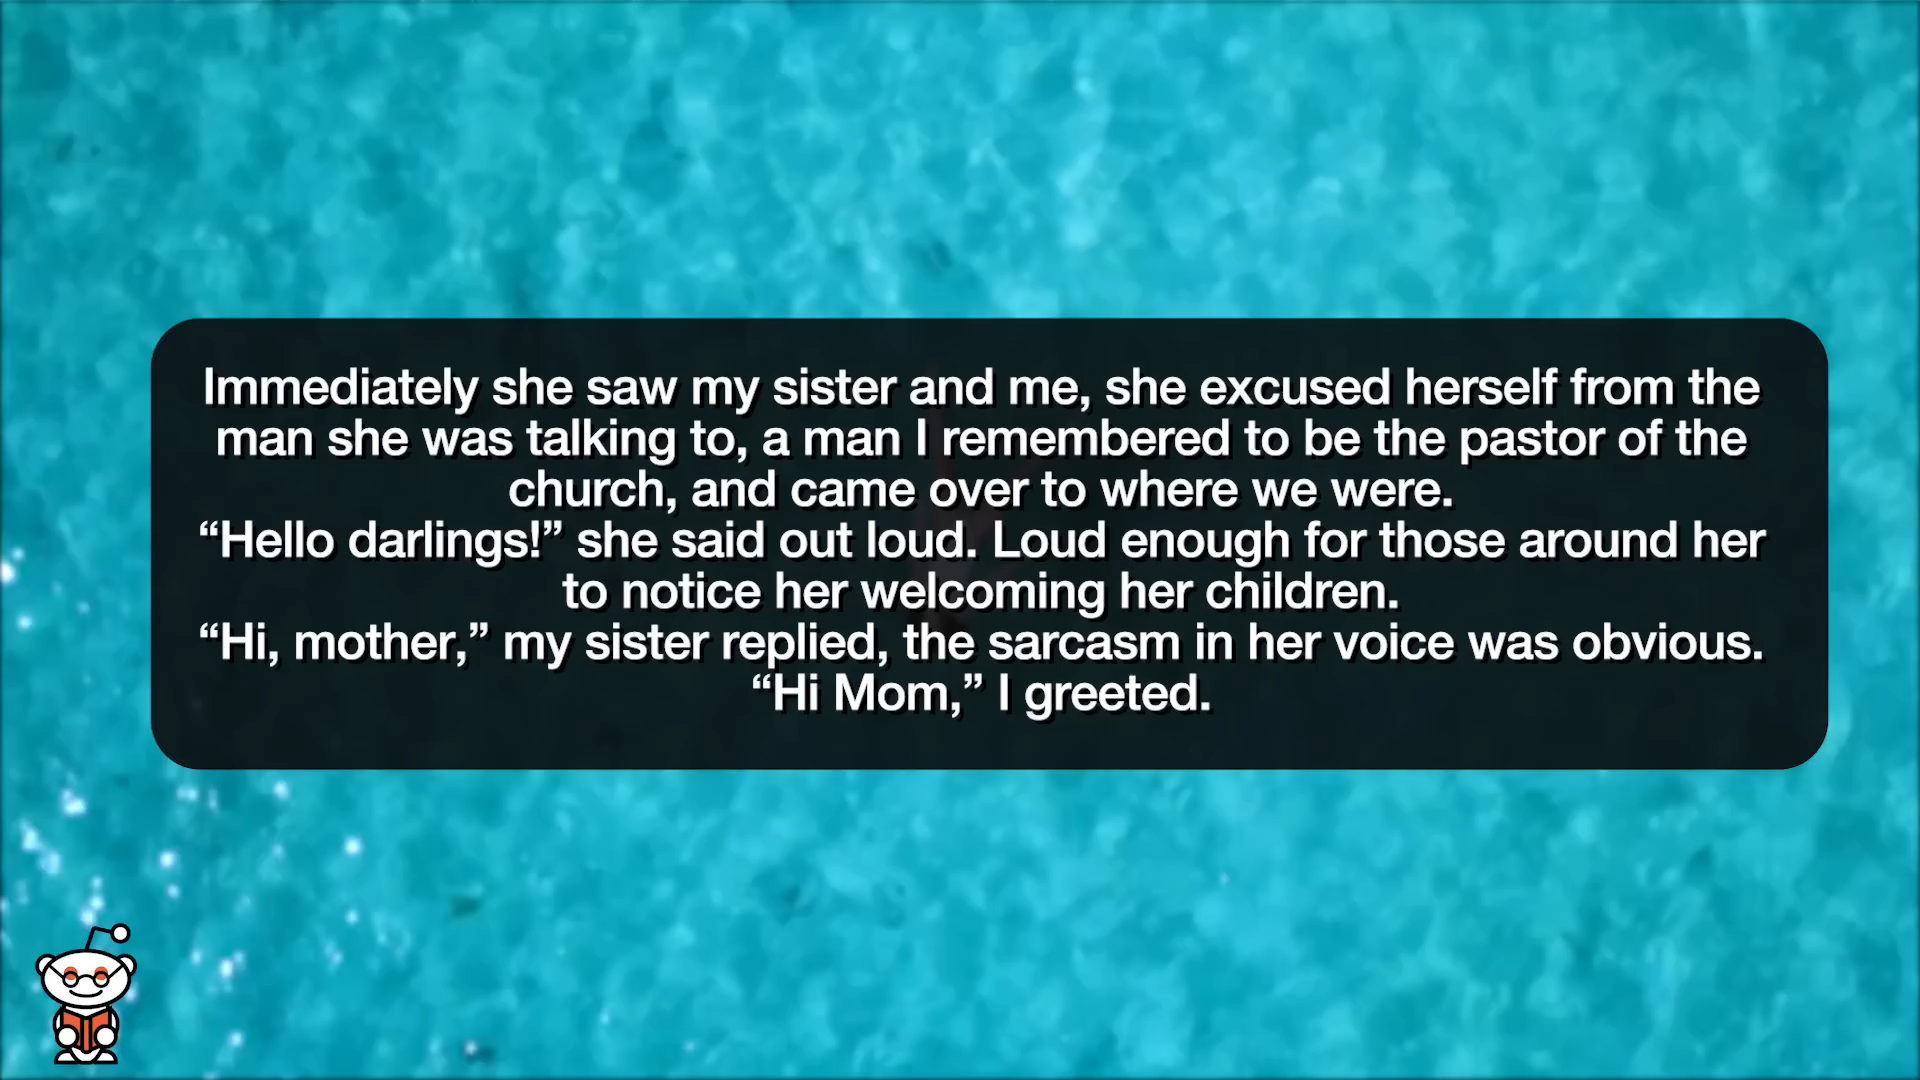 Immediately she saw my sister and me, she excused herself from the
man she was talking to, a man I remembered to be the pastor of the
church, and came over to where we were.
“Hello darlings!” she said out loud. Loud enough for those around her
to notice her welcoming her children.
“Hi, mother,” my sister replied, the sarcasm in her voice was obvious.
“Hi Mom,” I greeted.